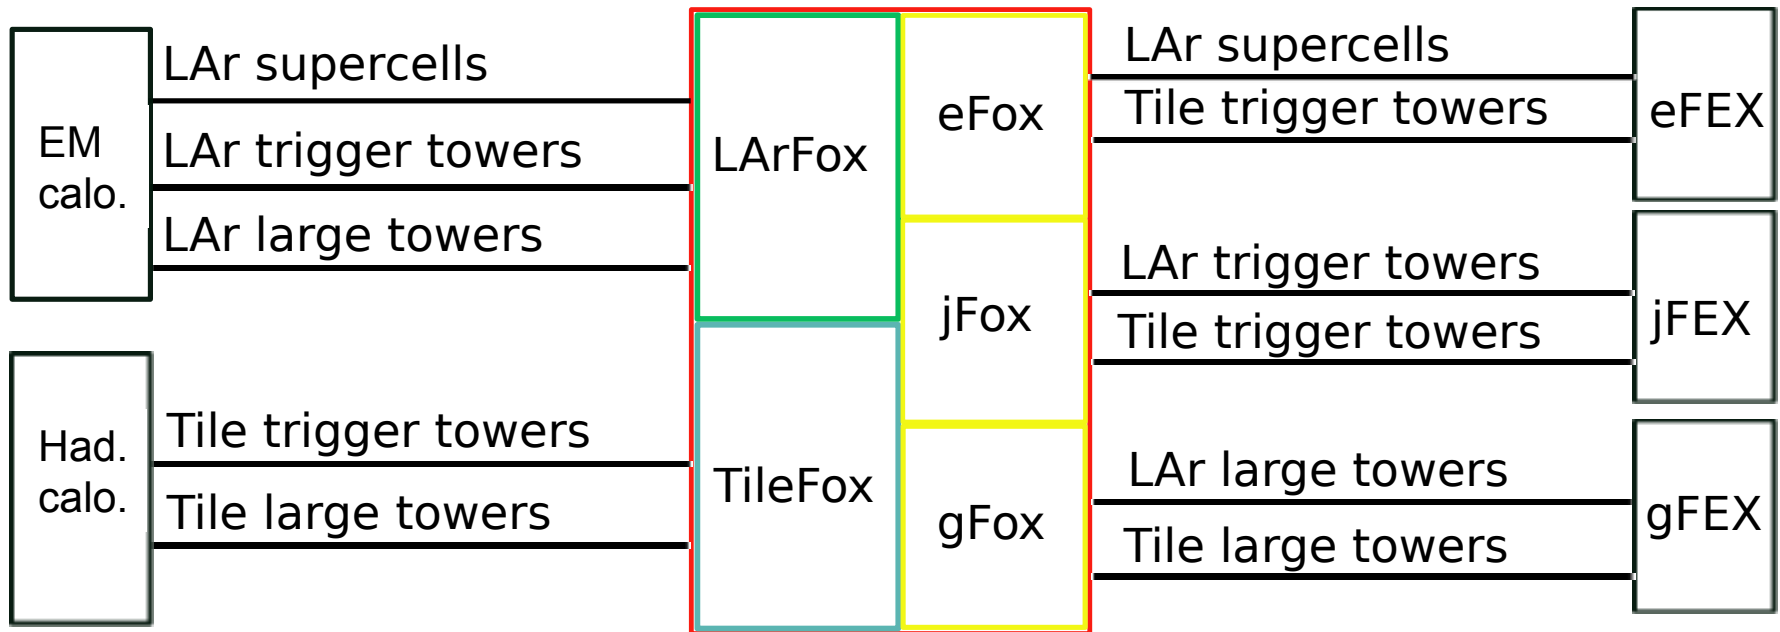 EM
calo.
LAr supercells
LAr trigger towers
LAr large towers
Had.
calo.
Tile trigger towers
Tile large towers
LArFox
TileFox
eFox
jFox
gFox
LAr supercells
Tile trigger towers
eFEX
LAr trigger towers
Tile trigger towers
jFEX
LAr large towers
Tile large towers
gFEX